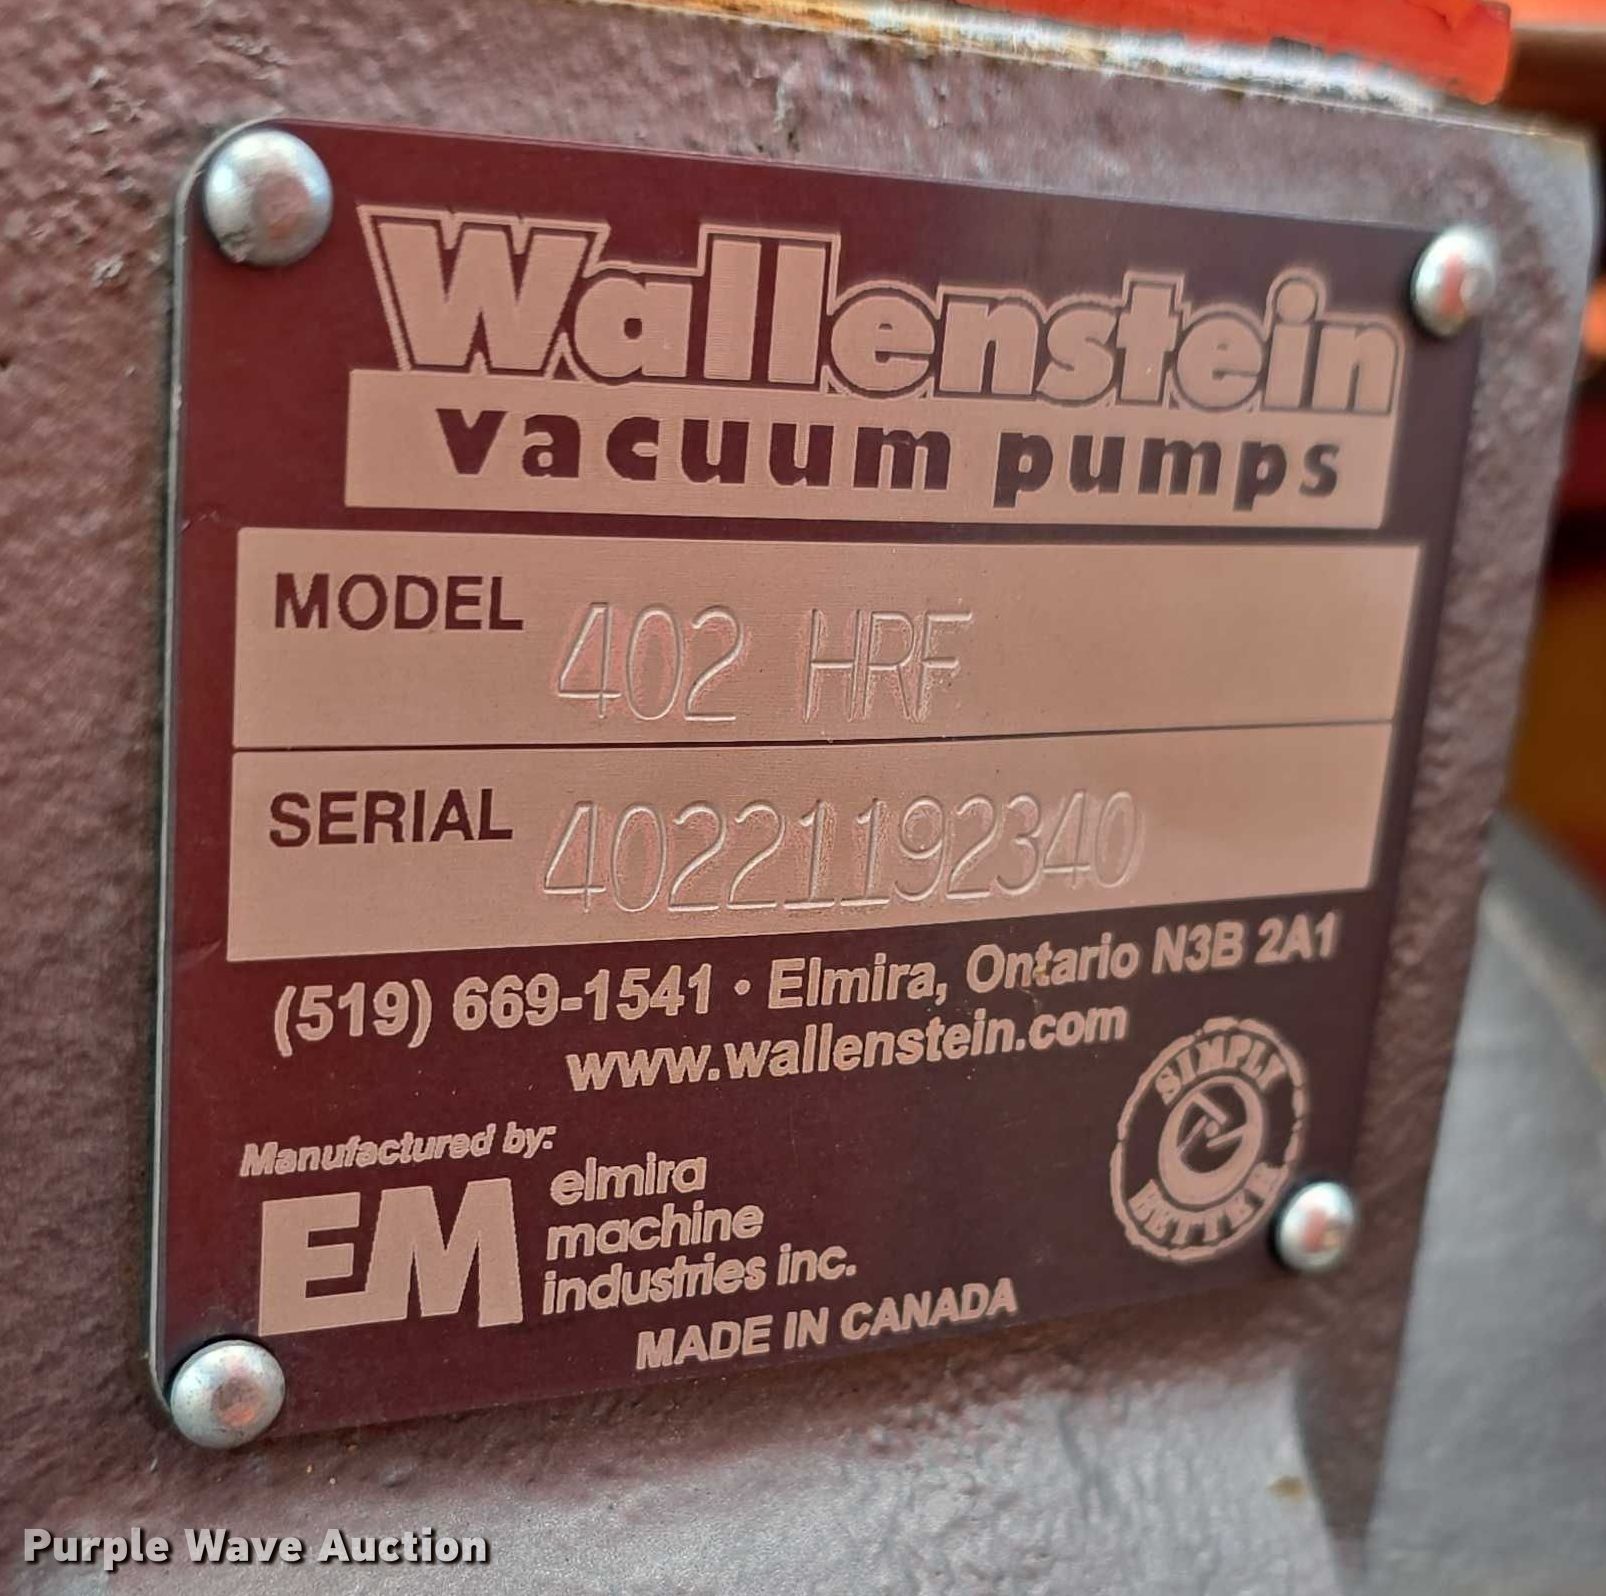 Wallenstein
vacuum pumps
MODEL 402 HRF
SERIAL 40221192340
(519) 669-1541 • Elmira, Ontario N3B 2A1
www.wallenstein.com
SIMPLY
BETTER
Manufactured by:
EM
elmira
machine
industries inc.
MADE IN CANADA
Purple Wave Auction